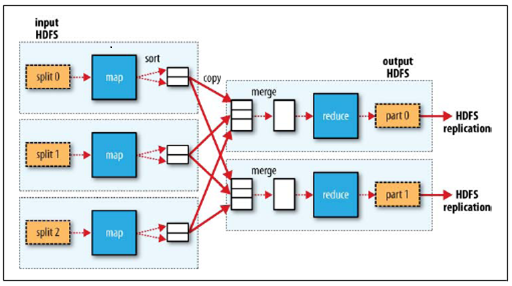 input
HDFS
sort
split 0
map
copy
output
HDFS
merge
reduce
part 0
HDFS
replication
split 1
map
merge
reduce
part 1
HDFS
replication
split 2
map